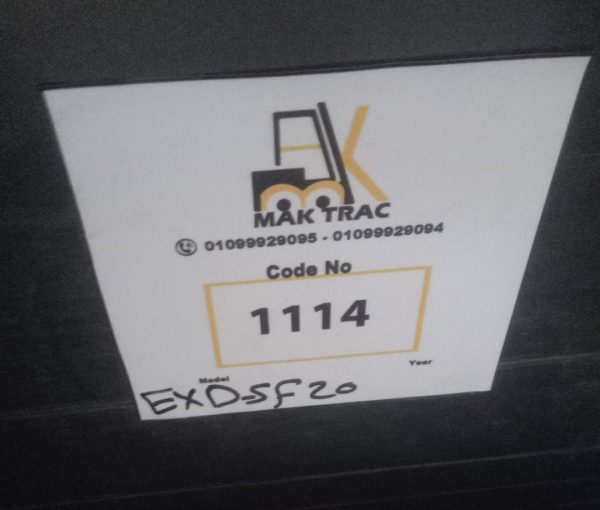 MAK TRAC
01099929095 - 01099929094
Code No
1114
Model
Year
EXD-SF20